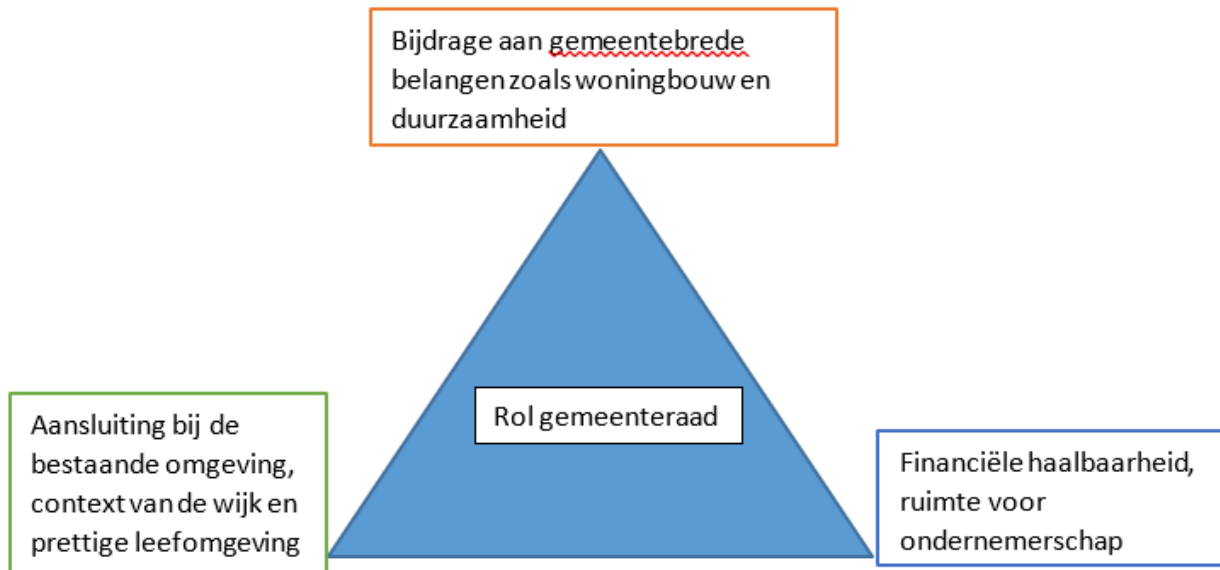 Bijdrage aan gemeentebrede
belangen zoals woningbouw en
duurzaamheid
Rol gemeenteraad
Aansluiting bij de
bestaande omgeving,
context van de wijk en
prettige leefomgeving
Financiële haalbaarheid,
ruimte voor
ondernemerschap